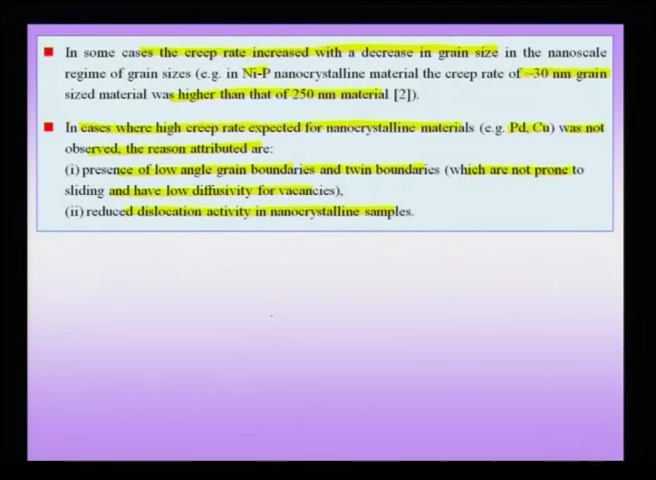 In some cases the creep rate increased with a decrease in grain size in the nanoscale
regime of grain sizes (e.g. in Ni-P nanocrystalline material the creep rate of ~30 nm grain
sized material was higher than that of 250 nm material [2]).
In cases where high creep rate expected for nanocrystalline materials (e.g. Pd, Cu) was not
observed, the reason attributed are:
(i) presence of low angle grain boundaries and twin boundaries (which are not prone to
sliding and have low diffusivity for vacancies),
(ii) reduced dislocation activity in nanocrystalline samples.